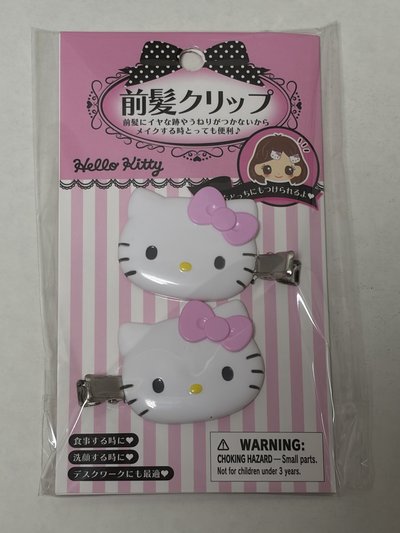 前髪クリップ
前髪にイヤな跡やうねりがつかないから
メイクする時とっても便利♪
Hello Kitty
どっちにもつけられるよ♥
食事する時に♥
洗顔する時に♥
デスクワークにも最適♥
WARNING:
CHOKING HAZARD — Small parts.
Not for children under 3 years.